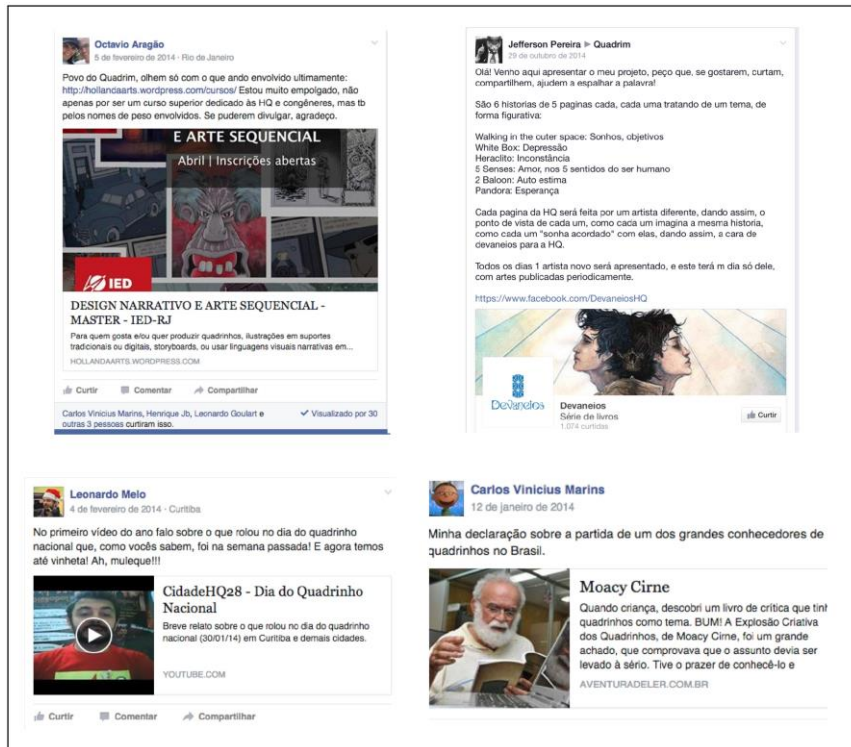 Octavio Aragão
5 de fevereiro de 2014 · Rio de Janeiro
Povo do Quadrim, olhem só com o que ando envolvido ultimamente:
http://hollandaarts.wordpress.com/cursos/ Estou muito empolgado, não
apenas por ser um curso superior dedicado às HQ e congêneres, mas tb
pelos nomes de peso envolvidos. Se puderem divulgar, agradeço.
E ARTE SEQUENCIAL
Abril | Inscrições abertas
IED
DESIGN NARRATIVO E ARTE SEQUENCIAL -
MASTER - IED-RJ
Para quem gosta e/ou quer produzir quadrinhos, ilustrações em suportes
tradicionais ou digitais, storyboards, ou usar linguagens visuais narrativas em...
HOLLANDAARTS.WORDPRESS.COM
Curtir Comentar Compartilhar
Carlos Vinicius Marins, Henrique Jb, Leonardo Goulart e
outras 3 pessoas curtiram isso.
✓ Visualizado por 30
Jefferson Pereira ▶ Quadrim
29 de outubro de 2014
Olá! Venho aqui apresentar o meu projeto, peço que, se gostarem, curtam,
compartilhem, ajudem a espalhar a palavra!
São 6 historias de 5 paginas cada, cada uma tratando de um tema, de
forma figurativa:
Walking in the outer space: Sonhos, objetivos
White Box: Depressão
Heraclito: Inconstância
5 Senses: Amor, nos 5 sentidos do ser humano
2 Baloon: Auto estima
Pandora: Esperança
Cada pagina da HQ será feita por um artista diferente, dando assim, o
ponto de vista de cada um, como cada um imagina a mesma historia,
como cada um "sonha acordado" com elas, dando assim, a cara de
devaneios para a HQ.
Todos os dias 1 artista novo será apresentado, e este terá m dia só dele,
com artes publicadas periodicamente.
https://www.facebook.com/DevaneiosHQ
Devaneios
Devaneios
Série de livros
1.074 curtidas
Curtir
Leonardo Melo
4 de fevereiro de 2014 · Curitiba
No primeiro vídeo do ano falo sobre o que rolou no dia do quadrinho
nacional que, como vocês sabem, foi na semana passada! E agora temos
até vinheta! Ah, muleque!!!
CidadeHQ28 - Dia do Quadrinho
Nacional
Breve relato sobre o que rolou no dia do quadrinho
nacional (30/01/14) em Curitiba e demais cidades.
YOUTUBE.COM
Curtir Comentar Compartilhar
Carlos Vinicius Marins
12 de janeiro de 2014
Minha declaração sobre a partida de um dos grandes conhecedores de
quadrinhos no Brasil.
Moacy Cirne
Quando criança, descobri um livro de crítica que tinh
quadrinhos como tema. BUM! A Explosão Criativa
dos Quadrinhos, de Moacy Cirne, foi um grande
achado, que comprovava que o assunto devia ser
levado à sério. Tive o prazer de conhecê-lo e
AVENTURADELER.COM.BR